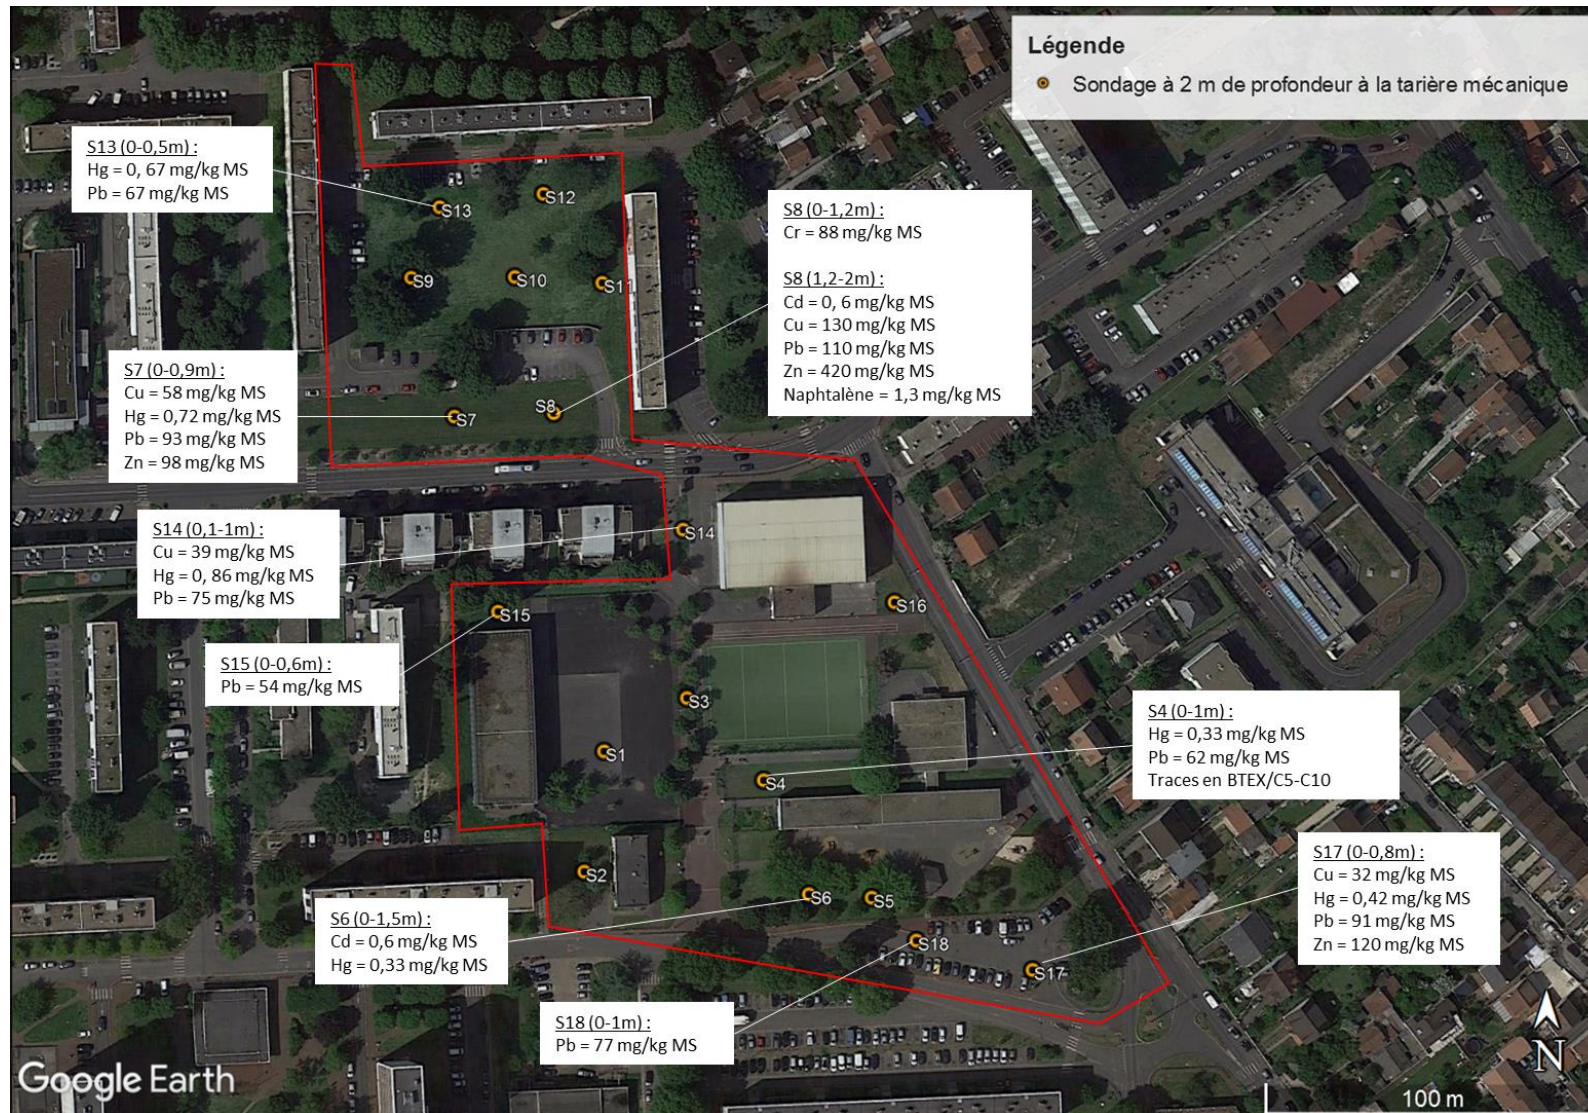 Légende
Sondage à 2 m de profondeur à la tarière mécanique
S13 (0-0,5m) :
Hg = 0, 67 mg/kg MS
Pb = 67 mg/kg MS
S12
S13
S8 (0-1,2m) :
Cr = 88 mg/kg MS
S8 (1,2-2m) :
Cd = 0, 6 mg/kg MS
Cu = 130 mg/kg MS
Pb = 110 mg/kg MS
Zn = 420 mg/kg MS
Naphtalène = 1,3 mg/kg MS
S9
S10
S11
S7 (0-0,9m) :
Cu = 58 mg/kg MS
Hg = 0,72 mg/kg MS
Pb = 93 mg/kg MS
Zn = 98 mg/kg MS
S7
S8
S14 (0,1-1m) :
Cu = 39 mg/kg MS
Hg = 0, 86 mg/kg MS
Pb = 75 mg/kg MS
S14
S15
S16
S15 (0-0,6m) :
Pb = 54 mg/kg MS
S3
S1
S4
S4 (0-1m) :
Hg = 0,33 mg/kg MS
Pb = 62 mg/kg MS
Traces en BTEX/C5-C10
S17 (0-0,8m) :
Cu = 32 mg/kg MS
Hg = 0,42 mg/kg MS
Pb = 91 mg/kg MS
Zn = 120 mg/kg MS
S2
S6
S5
S6 (0-1,5m) :
Cd = 0,6 mg/kg MS
Hg = 0,33 mg/kg MS
S18
S17
S18 (0-1m) :
Pb = 77 mg/kg MS
N
Google Earth
100 m